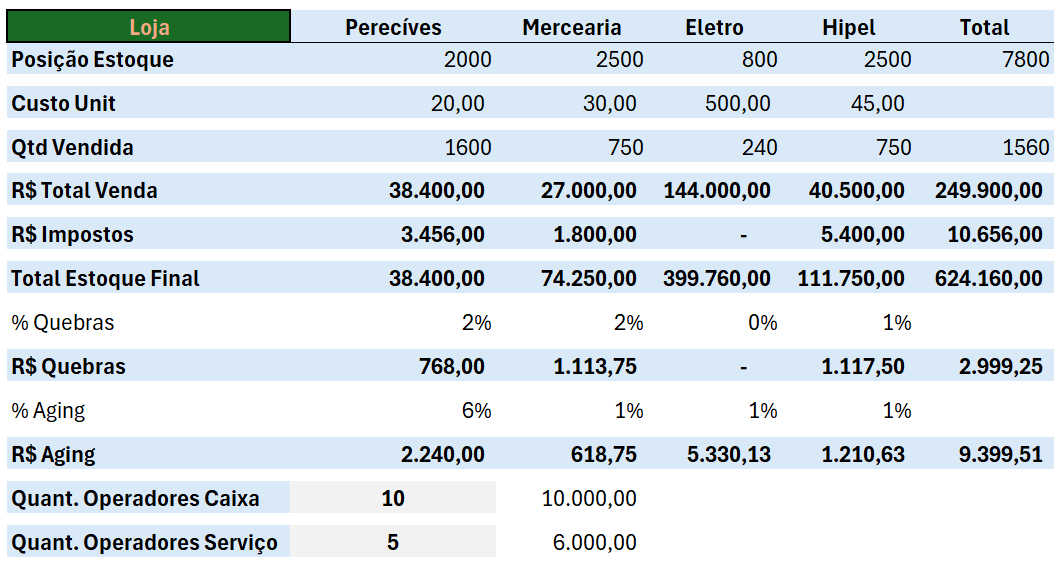 Loja Perecíves Mercearia Eletro Hipel Total
Posição Estoque 2000 2500 800 2500 7800
Custo Unit 20,00 30,00 500,00 45,00
Qtd Vendida 1600 750 240 750 1560
R$ Total Venda 38.400,00 27.000,00 144.000,00 40.500,00 249.900,00
R$ Impostos 3.456,00 1.800,00 - 5.400,00 10.656,00
Total Estoque Final 38.400,00 74.250,00 399.760,00 111.750,00 624.160,00
% Quebras 2% 2% 0% 1%
R$ Quebras 768,00 1.113,75 - 1.117,50 2.999,25
% Aging 6% 1% 1% 1%
R$ Aging 2.240,00 618,75 5.330,13 1.210,63 9.399,51
Quant. Operadores Caixa 10 10.000,00
Quant. Operadores Serviço 5 6.000,00